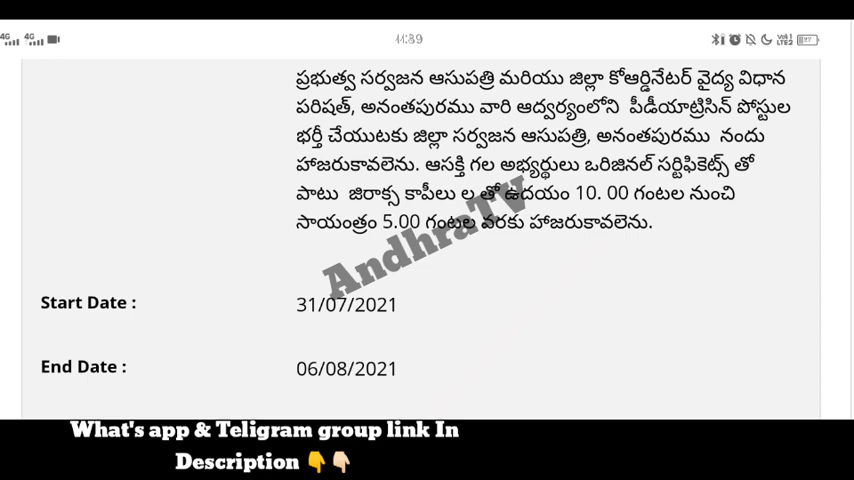 4G 4G 11:39
ప్రభుత్వ సర్వజన ఆసుపత్రి మరియు జిల్లా కోఆర్డినేటర్ వైద్య విధాన
పరిషత్, అనంతపురము వారి ఆద్వర్యంలోని పీడీయాట్రిసిన్ పోస్టుల
భర్తీ చేయుటకు జిల్లా సర్వజన ఆసుపత్రి, అనంతపురము నందు
హాజరుకావలెను. ఆసక్తి గల అభ్యర్థులు ఒరిజినల్ సర్టిఫికెట్స్ తో
పాటు జిరాక్స కాపీలు ల తో ఉదయం 10. 00 గంటల నుంచి
సాయంత్రం 5.00 గంటల వరకు హాజరుకావలెను.
AndhraTV
Start Date : 31/07/2021
End Date : 06/08/2021
What's app & Teligram group link In
Description 👇👇🏻